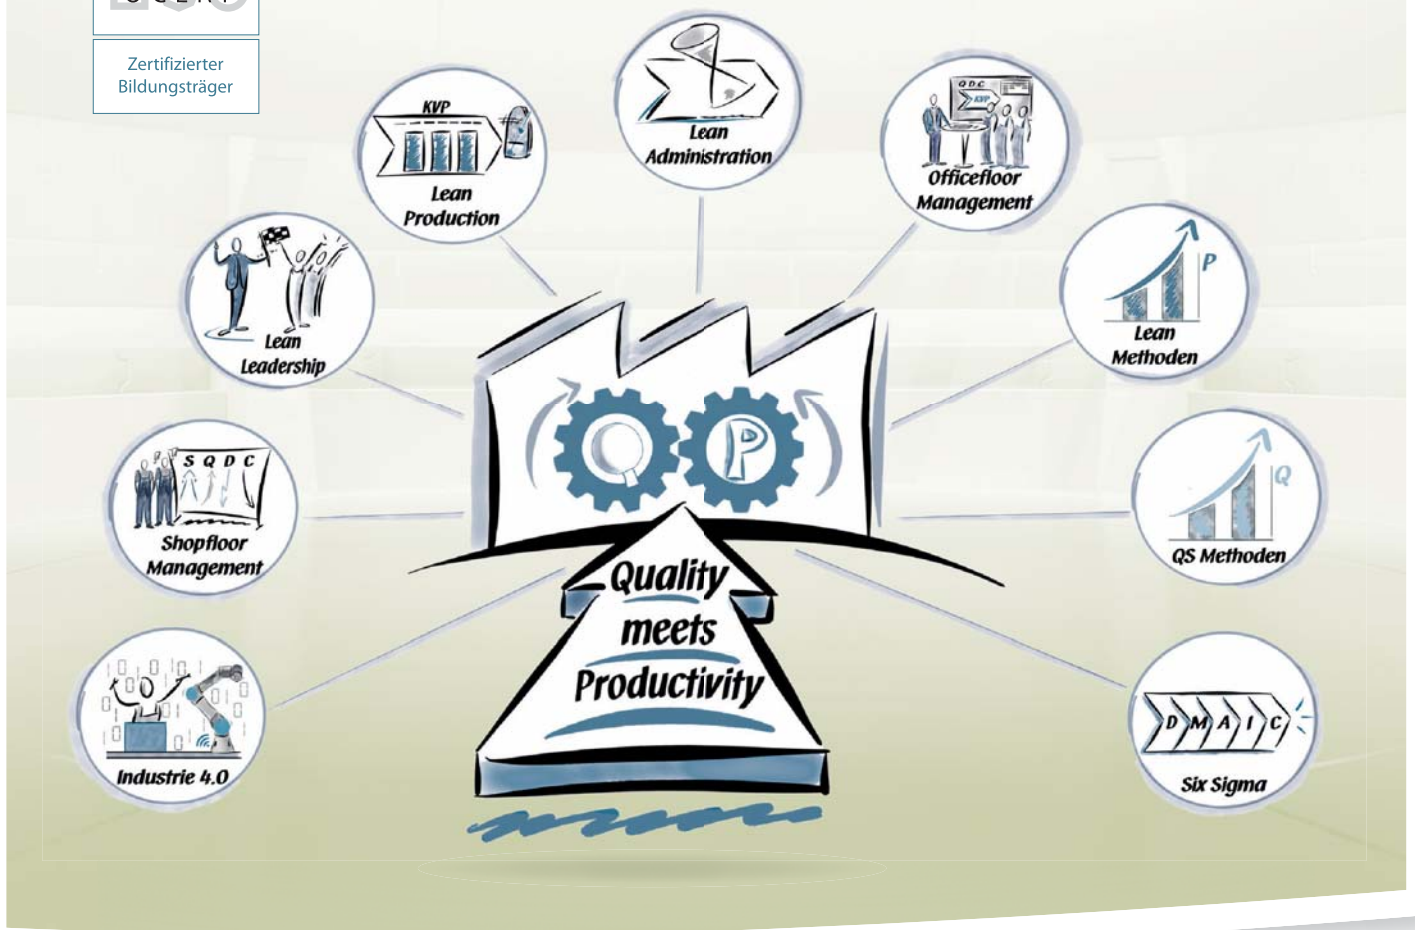 Zertifizierter
Bildungsträger
KVP
Lean
Production
Lean
Administration
QDC
KVP
Officefloor
Management
Lean
Leadership
P
Lean
Methoden
S Q D C
Shopfloor
Management
Q
QS Methoden
P
Quality
meets
Productivity
Industrie 4.0
D M A I C
Six Sigma